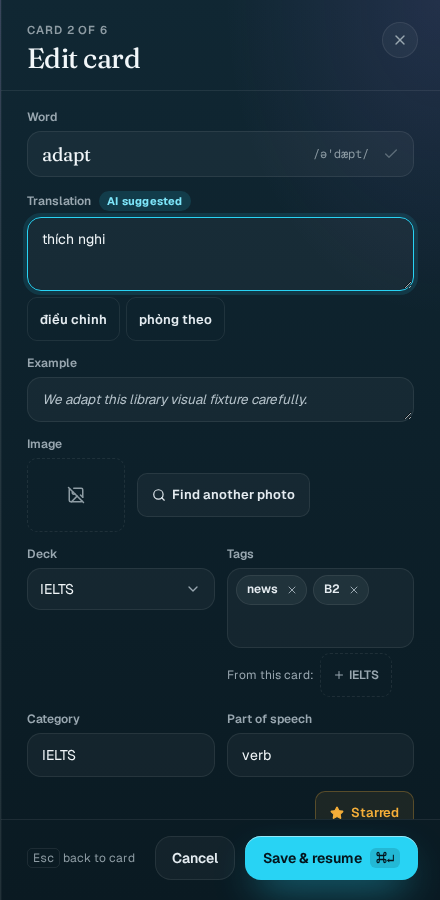 CARD 2 OF 6
Edit card
Word
adapt /əˈdæpt/
Translation AI suggested
thích nghi
điều chỉnh phỏng theo
Example
We adapt this library visual fixture carefully.
Image
Find another photo
Deck Tags
IELTS news B2
From this card: + IELTS
Category Part of speech
IELTS verb
Starred
Esc back to card Cancel Save & resume ⌘↵